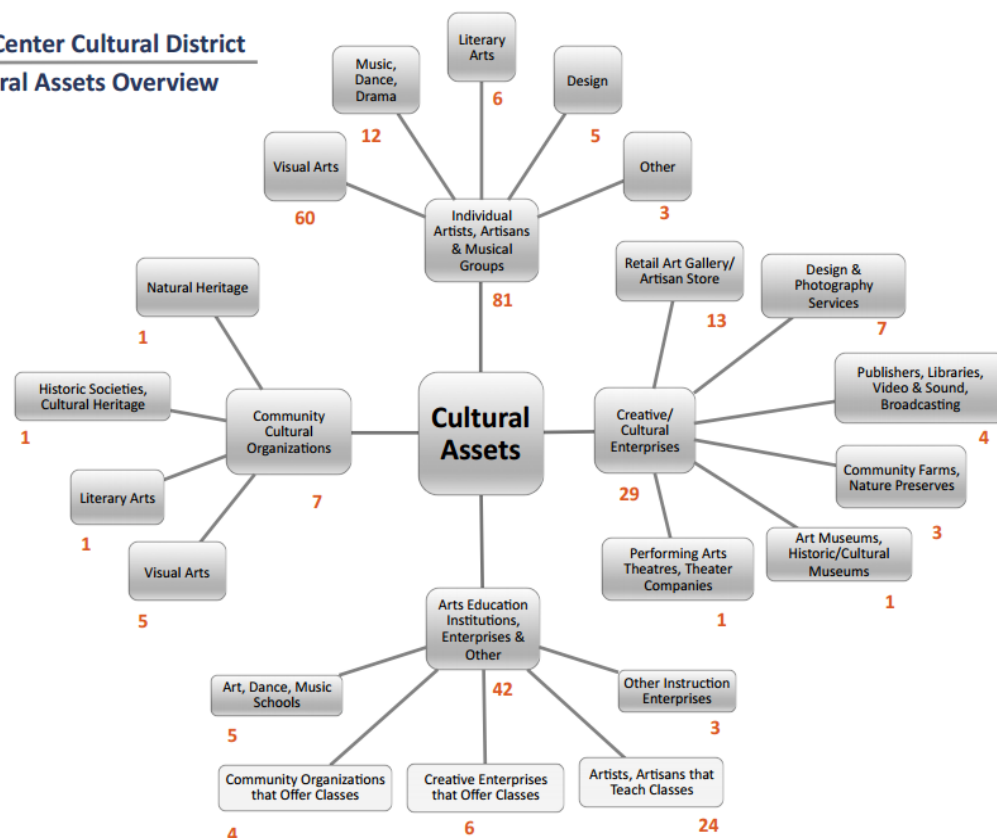 Center Cultural District
ral Assets Overview
Literary
Arts
6
Music,
Dance,
Drama
12
Design
5
Visual Arts
60
Other
3
Individual
Artists, Artisans
& Musical
Groups
81
Natural Heritage
1
Retail Art Gallery/
Artisan Store
13
Design &
Photography
Services
7
Historic Societies,
Cultural Heritage
1
Community
Cultural
Organizations
7
Cultural
Assets
Creative/
Cultural
Enterprises
29
Publishers, Libraries,
Video & Sound,
Broadcasting
4
Literary Arts
1
Community Farms,
Nature Preserves
3
Visual Arts
5
Performing Arts
Theatres, Theater
Companies
1
Art Museums,
Historic/Cultural
Museums
1
Arts Education
Institutions,
Enterprises &
Other
42
Art, Dance, Music
Schools
5
Other Instruction
Enterprises
3
Community Organizations
that Offer Classes
4
Creative Enterprises
that Offer Classes
6
Artists, Artisans that
Teach Classes
24